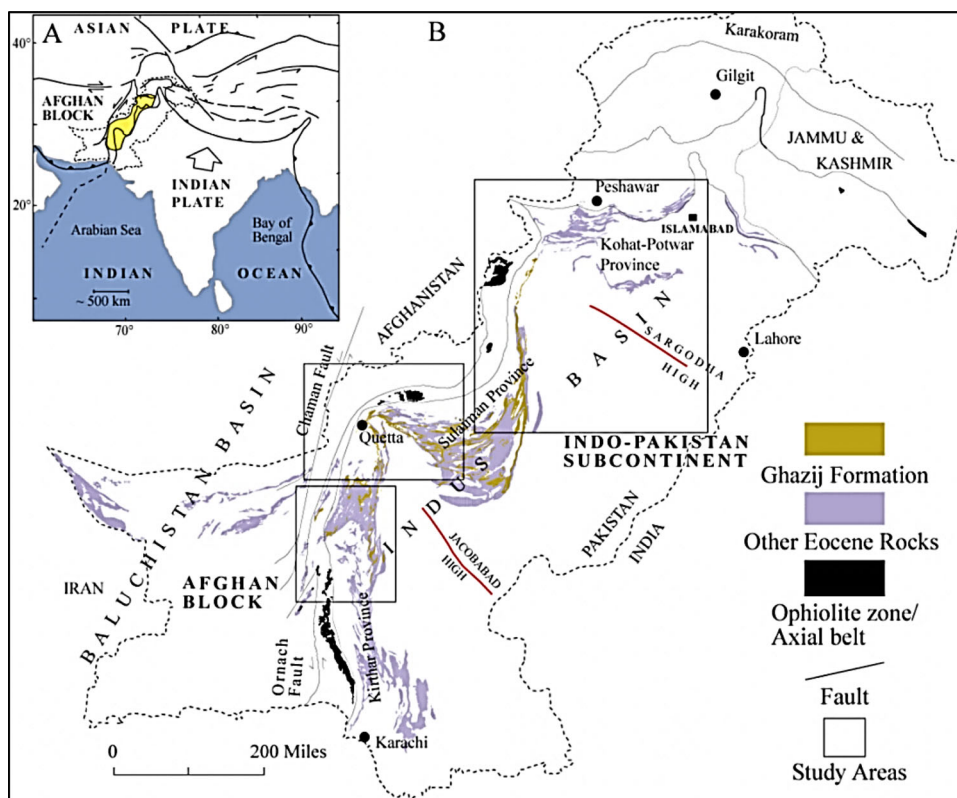 A
ASIAN PLATE
40°
AFGHAN
BLOCK
INDIAN
PLATE
20°
Arabian Sea
Bay of
Bengal
INDIAN OCEAN
~ 500 km
70° 80° 90°
B
Karakoram
Gilgit
JAMMU &
KASHMIR
Peshawar
ISLAMABAD
Kohat-Potwar
Province
AFGHANISTAN
SARGODHA
HIGH
Lahore
Chaman Fault
Quetta
Sulaiman Province
INDUS BASIN
INDO-PAKISTAN
SUBCONTINENT
BALUCHISTAN BASIN
PAKISTAN
INDIA
JACOBABAD
HIGH
IRAN
AFGHAN
BLOCK
Ornach
Fault
Kirthar Province
Karachi
0 200 Miles
Ghazij Formation
Other Eocene Rocks
Ophiolite zone/
Axial belt
Fault
Study Areas